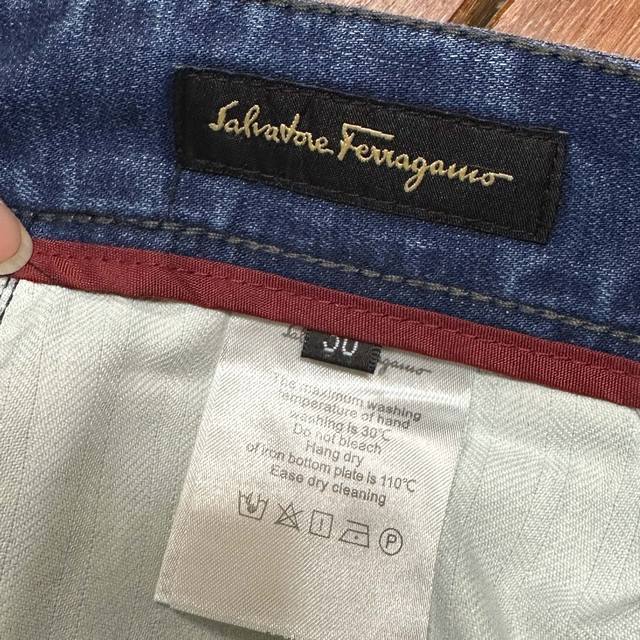 Salvatore Ferragamo
The maximum washing
temperature of hand
washing is 30℃
Do not bleach
Hang dry
of iron bottom plate is 110℃
Ease dry cleaning
P